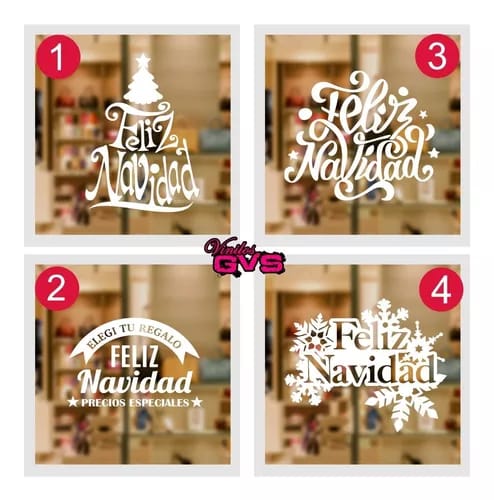 1
Feliz
Navidad
3
Feliz
Navidad
Vinilos
GVS
2
ELEGI TU REGALO
FELIZ
Navidad
PRECIOS ESPECIALES
4
Feliz
Navidad